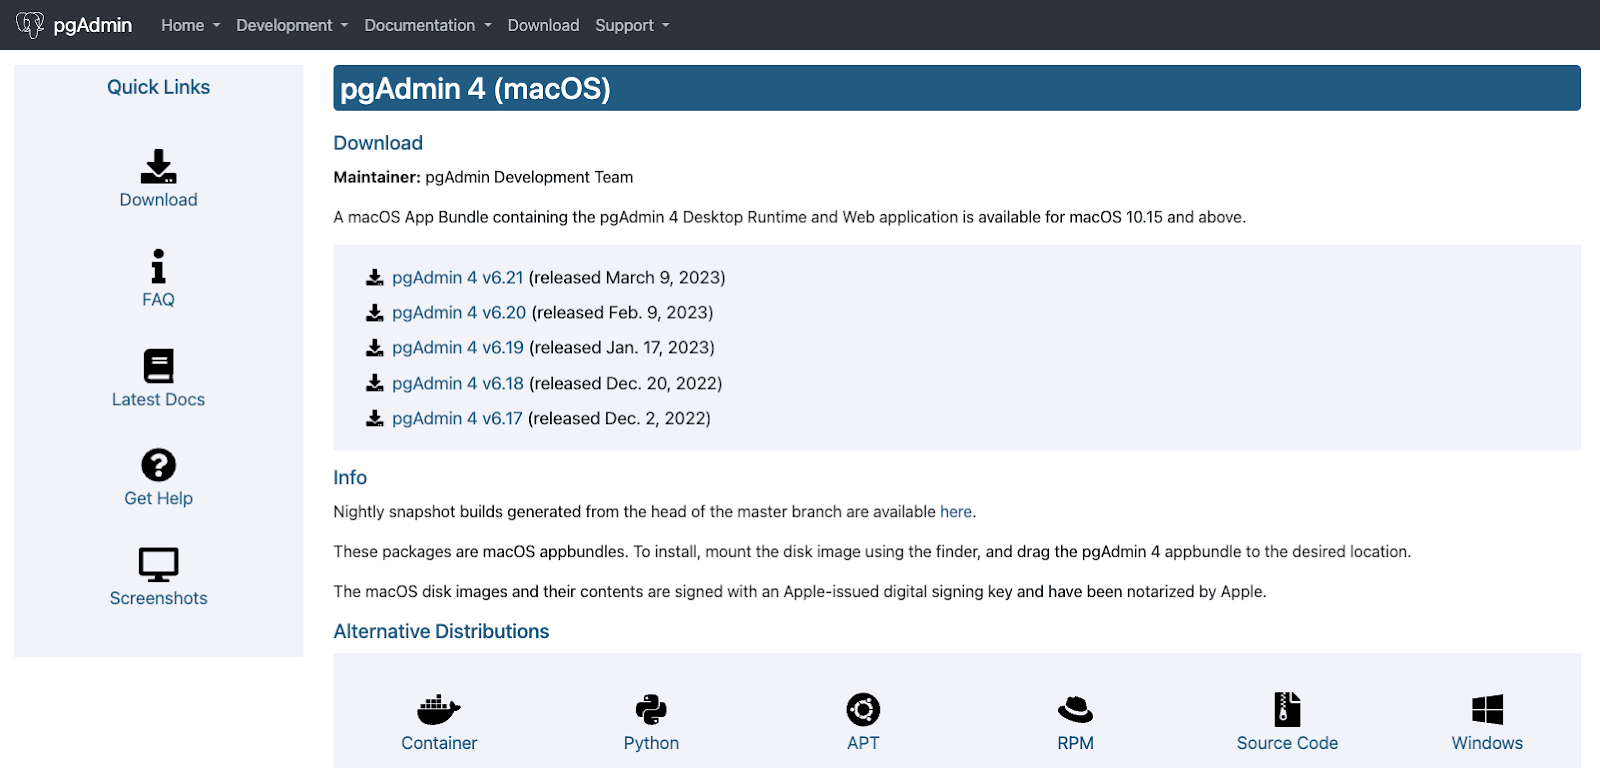 pgAdmin Home Development Documentation Download Support
Quick Links
Download
FAQ
Latest Docs
Get Help
Screenshots
pgAdmin 4 (macOS)
Download
Maintainer: pgAdmin Development Team
A macOS App Bundle containing the pgAdmin 4 Desktop Runtime and Web application is available for macOS 10.15 and above.
pgAdmin 4 v6.21 (released March 9, 2023)
pgAdmin 4 v6.20 (released Feb. 9, 2023)
pgAdmin 4 v6.19 (released Jan. 17, 2023)
pgAdmin 4 v6.18 (released Dec. 20, 2022)
pgAdmin 4 v6.17 (released Dec. 2, 2022)
Info
Nightly snapshot builds generated from the head of the master branch are available here.
These packages are macOS appbundles. To install, mount the disk image using the finder, and drag the pgAdmin 4 appbundle to the desired location.
The macOS disk images and their contents are signed with an Apple-issued digital signing key and have been notarized by Apple.
Alternative Distributions
Container Python APT RPM Source Code Windows